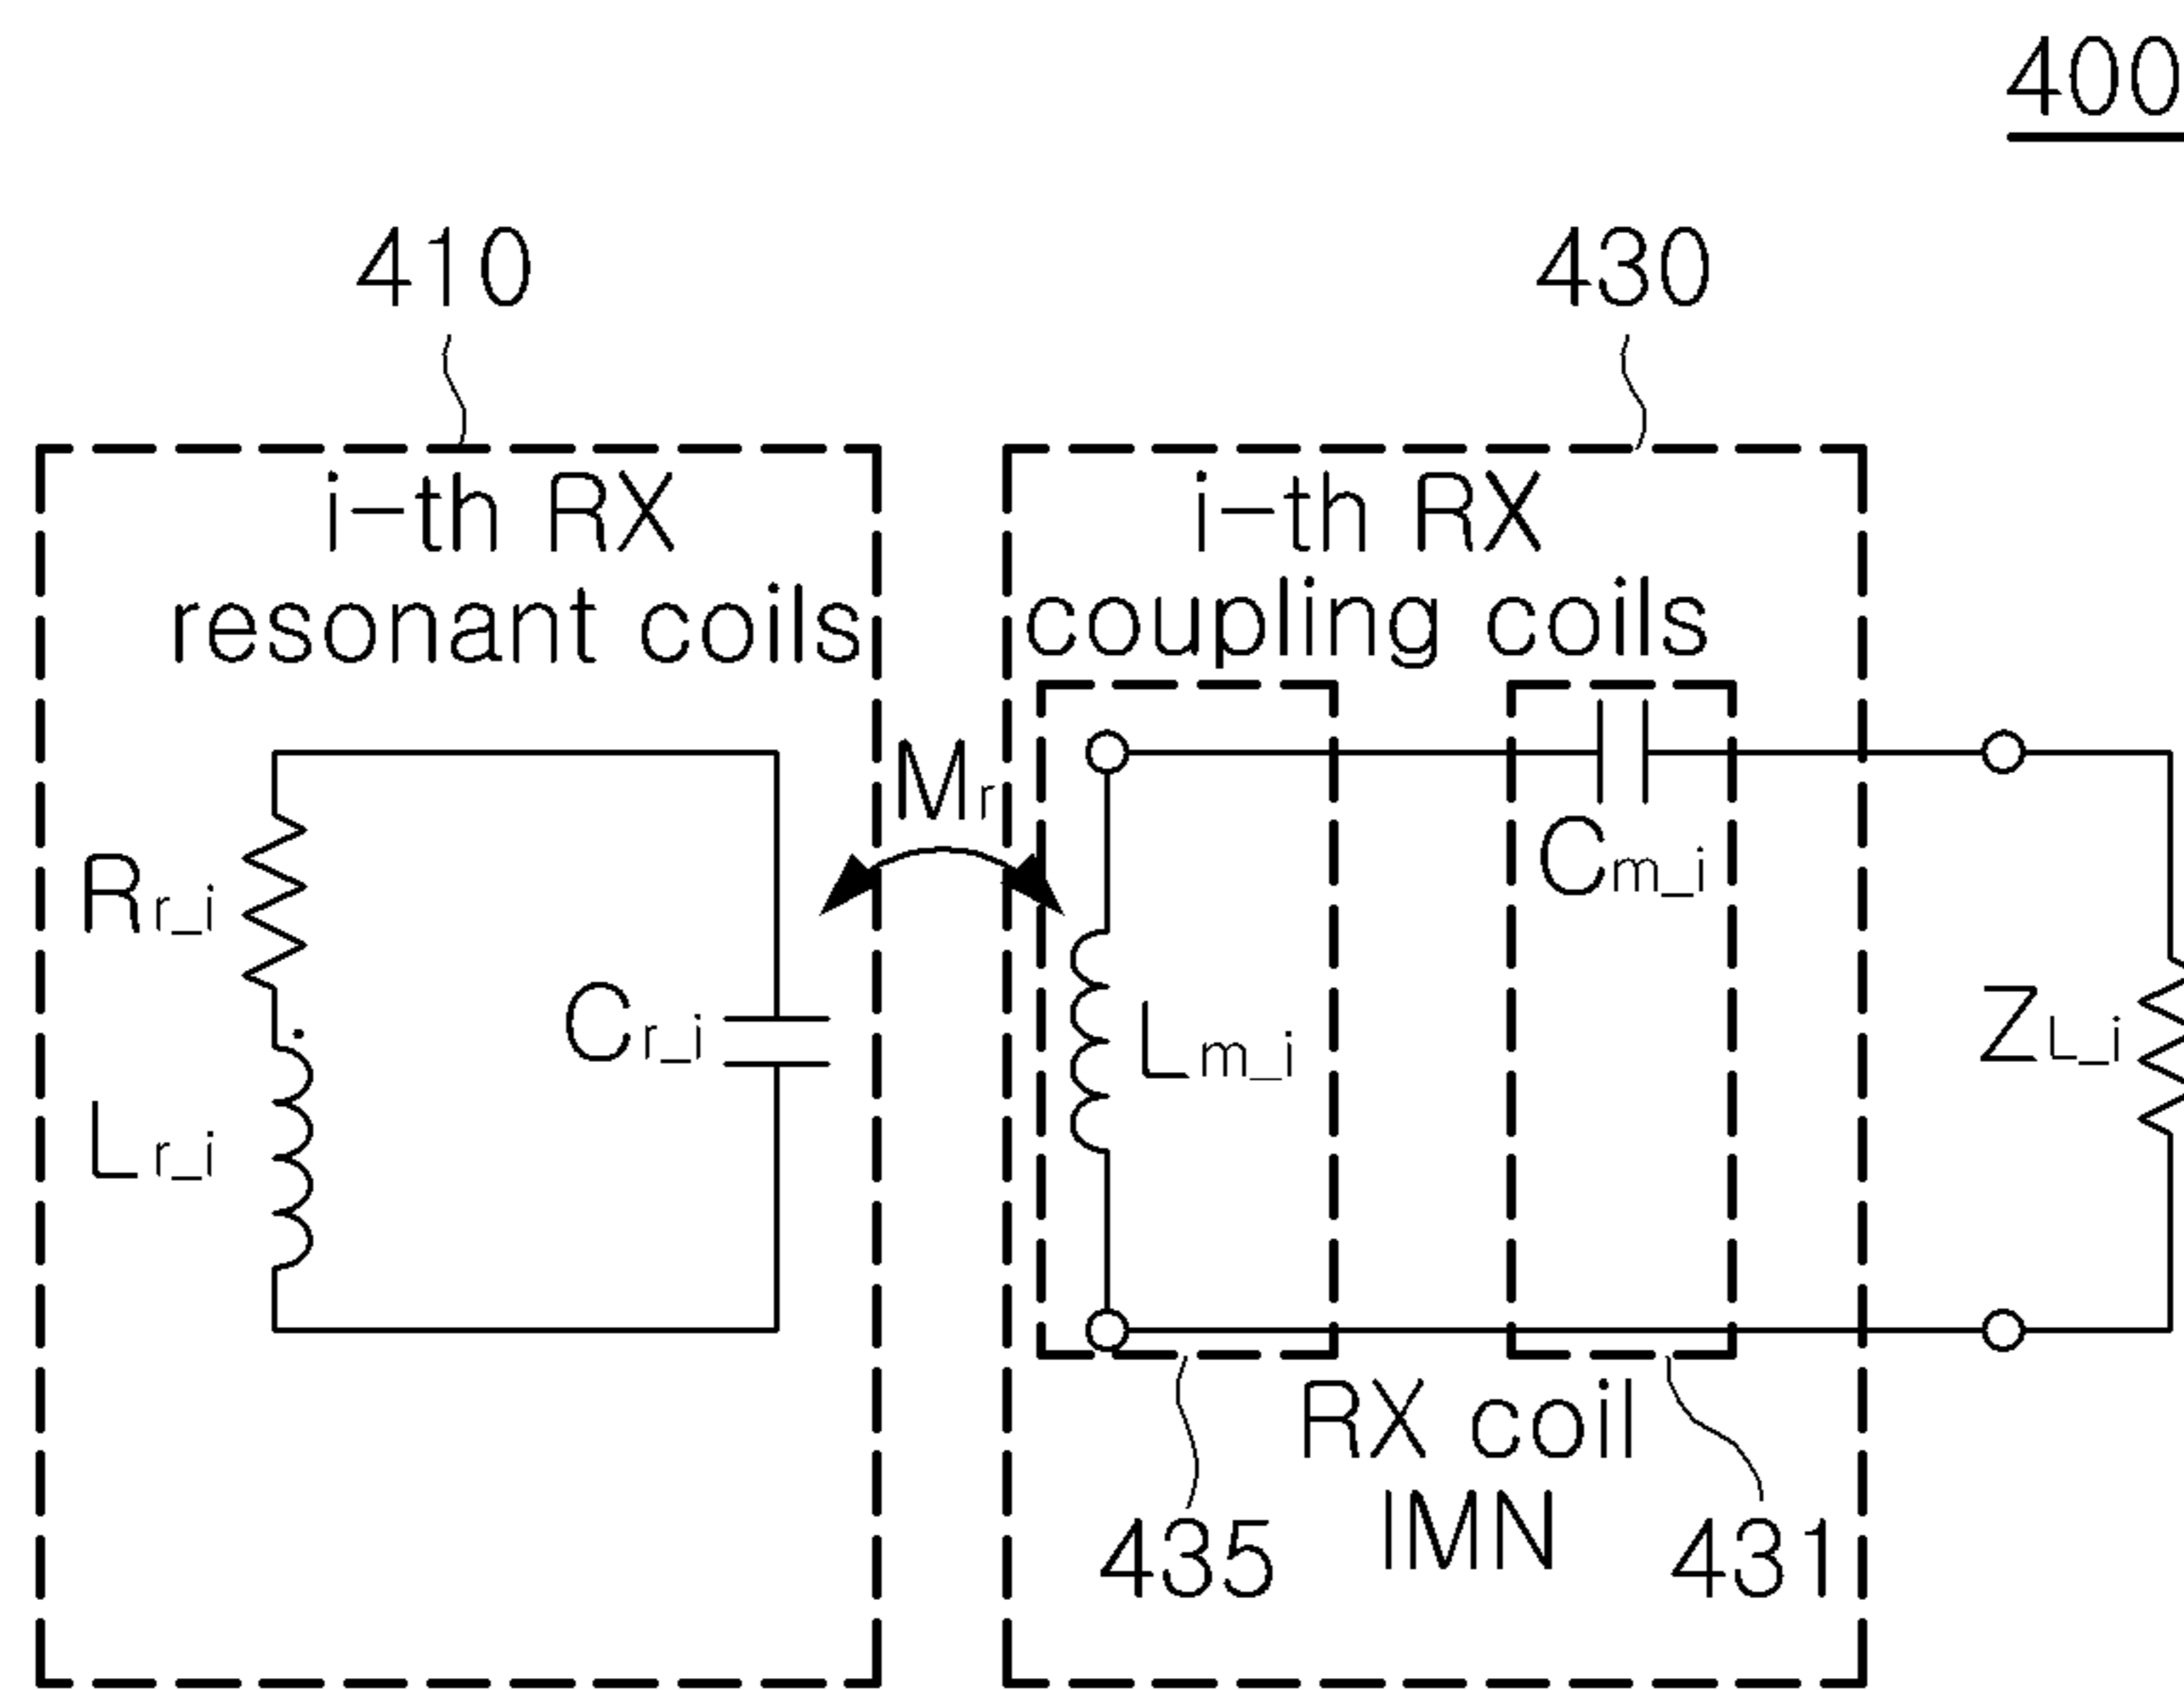 400
410
430
i-th RX
resonant coils
i-th RX
coupling coils
Mr
Rr_i
Cr_i
Lr_i
Lm_i
Cm_i
ZL_i
RX coil
IMN
435
431